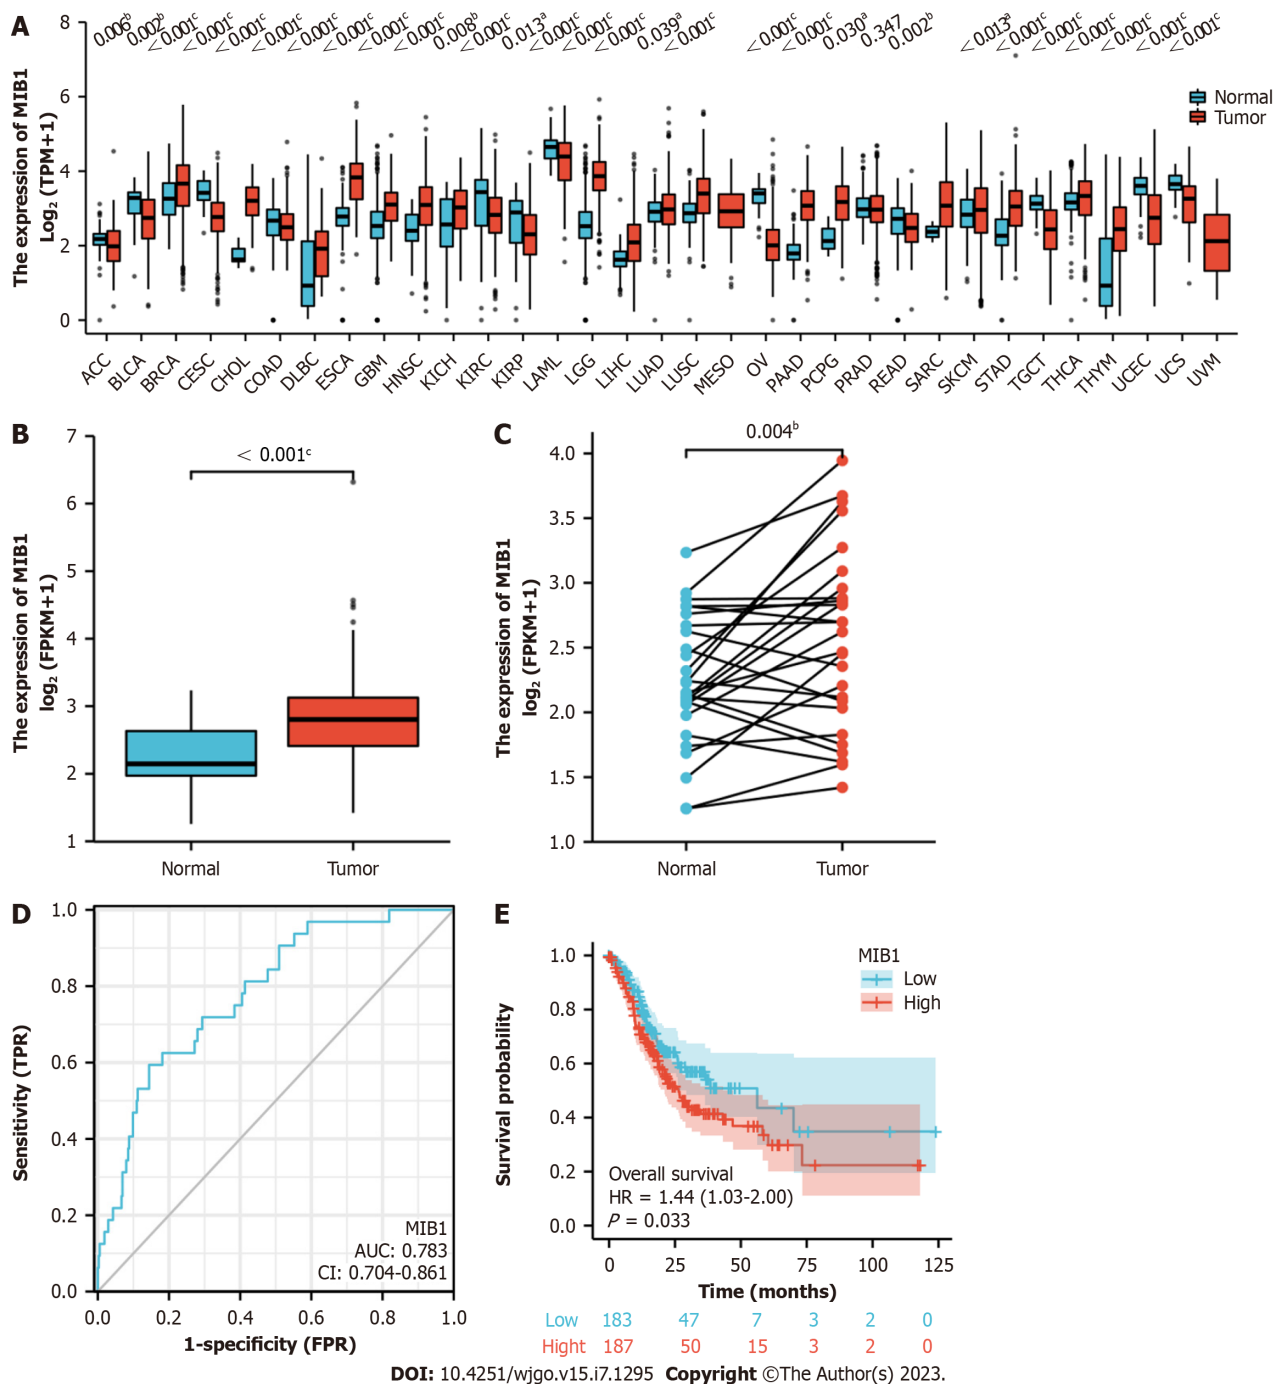 A
The expression of MIB1
Log₂ (TPM+1)
8
6
4
2
0
0.006ᵇ
0.002ᵇ
< 0.001ᶜ
< 0.001ᶜ
< 0.001ᶜ
< 0.001ᶜ
< 0.001ᶜ
< 0.001ᶜ
< 0.001ᶜ
< 0.001ᶜ
0.008ᵇ
< 0.001ᶜ
0.013ᵃ
< 0.001ᶜ
< 0.001ᶜ
< 0.001ᶜ
0.039ᵃ
< 0.001ᶜ
< 0.001ᶜ
< 0.001ᶜ
0.030ᵃ
0.347
0.002ᵇ
< 0.013ᵃ
< 0.001ᶜ
< 0.001ᶜ
< 0.001ᶜ
< 0.001ᶜ
< 0.001ᶜ
< 0.001ᶜ
Normal
Tumor
ACC
BLCA
BRCA
CESC
CHOL
COAD
DLBC
ESCA
GBM
HNSC
KICH
KIRC
KIRP
LAML
LGG
LIHC
LUAD
LUSC
MESO
OV
PAAD
PCPG
PRAD
READ
SARC
SKCM
STAD
TGCT
THCA
THYM
UCEC
UCS
UVM
B
The expression of MIB1
log₂ (FPKM+1)
7
6
5
4
3
2
1
< 0.001ᶜ
Normal
Tumor
C
The expression of MIB1
log₂ (FPKM+1)
4.0
3.5
3.0
2.5
2.0
1.5
1.0
0.004ᵇ
Normal
Tumor
D
Sensitivity (TPR)
1.0
0.8
0.6
0.4
0.2
0.0
MIB1
AUC: 0.783
CI: 0.704-0.861
0.0 0.2 0.4 0.6 0.8 1.0
1-specificity (FPR)
E
Survival probability
1.0
0.8
0.6
0.4
0.2
0.0
MIB1
Low
High
Overall survival
HR = 1.44 (1.03-2.00)
P = 0.033
0 25 50 75 100 125
Time (months)
Low 183 47 7 3 2 0
Hight 187 50 15 3 2 0
DOI: 10.4251/wjgo.v15.i7.1295 Copyright ©The Author(s) 2023.